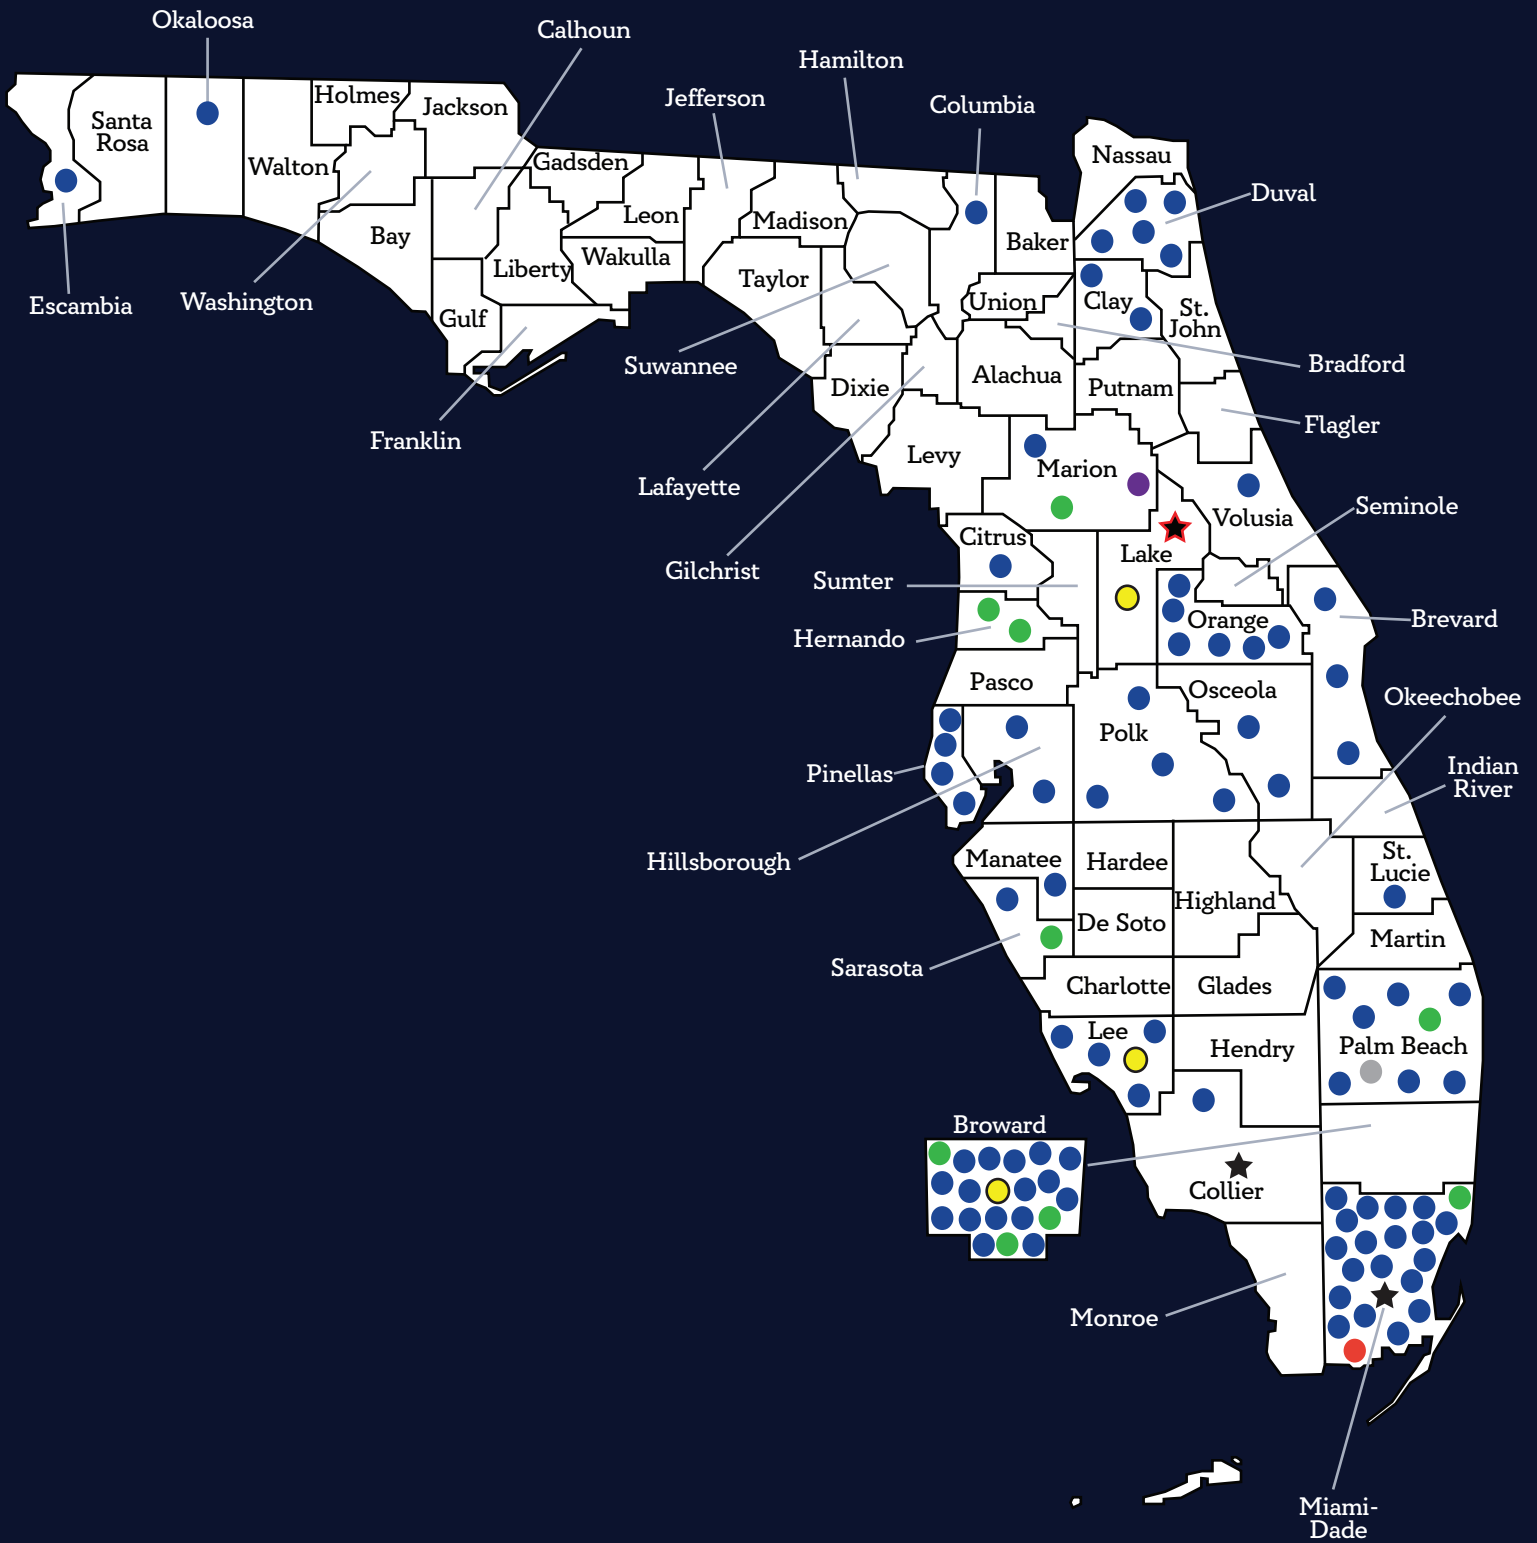 Okaloosa
Calhoun
Hamilton
Jefferson
Columbia
Holmes
Jackson
Santa
Rosa
Walton
Gadsden
Nassau
Duval
Leon
Madison
Bay
Baker
Wakulla
Liberty
Taylor
Escambia
Washington
Gulf
Union
Clay
St.
John
Suwannee
Bradford
Dixie
Alachua
Putnam
Franklin
Flagler
Levy
Marion
Lafayette
Seminole
Volusia
Citrus
Lake
Gilchrist
Sumter
Orange
Brevard
Hernando
Pasco
Osceola
Okeechobee
Polk
Pinellas
Indian
River
Hillsborough
Manatee
Hardee
St.
Lucie
Highland
De Soto
Martin
Sarasota
Charlotte
Glades
Lee
Hendry
Palm Beach
Broward
Collier
Monroe
Miami-
Dade